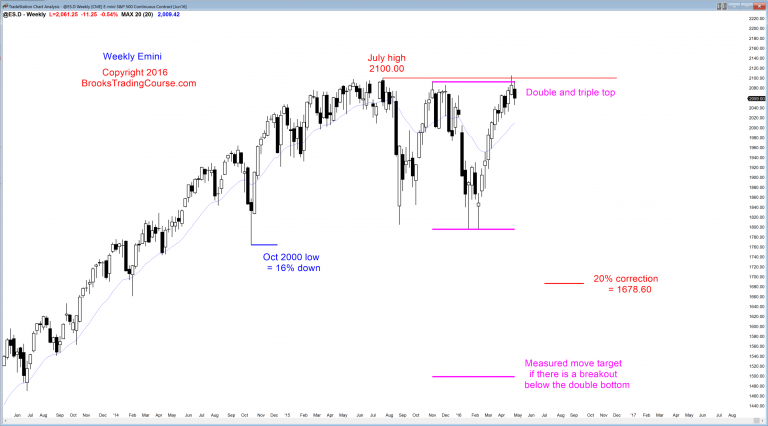 TradeStation Chart Analysis - @ES.D Weekly [CME] E-mini S&P 500 Continuous Contract [Jun16]
@ES.D - Weekly L=2,061.25 -11.25 -0.54% MAX 20 (20) 2,009.42
Weekly Emini
Copyright 2016
BrooksTradingCourse.com
July high
2100.00
Double and triple top
Oct 2000 low
= 16% down
20% correction
= 1678.60
Measured move target
if there is a breakout
below the double bottom
2220.00
2200.00
2180.00
2160.00
2140.00
2120.00
2100.00
2080.00
2040.00
2020.00
2000.00
1980.00
1960.00
1940.00
1920.00
1900.00
1880.00
1860.00
1840.00
1820.00
1800.00
1780.00
1760.00
1740.00
1720.00
1700.00
1680.00
1660.00
1640.00
1620.00
1600.00
1580.00
1560.00
1540.00
1520.00
1500.00
1480.00
1460.00
1440.00
Jun Jul Aug Sep Oct Nov '14 Feb Mar Apr May Jun Jul Aug Sep Oct Nov '15 Feb Mar Apr May Jun Jul Aug Sep Oct Nov '16 Feb Mar Apr May Jun Jul Aug Sep Oct Nov Dec '17 Mar Apr May Jun Jul Aug